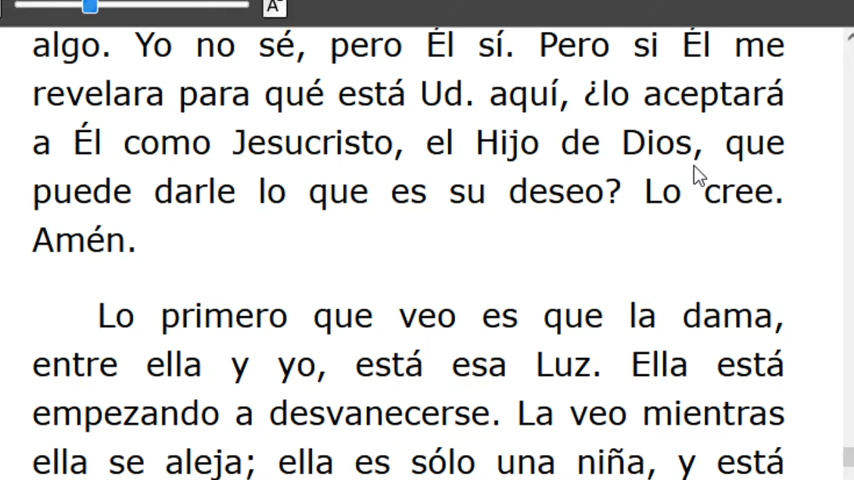 A
algo. Yo no sé, pero Él sí. Pero si Él me
revelara para qué está Ud. aquí, ¿lo aceptará
a Él como Jesucristo, el Hijo de Dios, que
puede darle lo que es su deseo? Lo cree.
Amén.
Lo primero que veo es que la dama,
entre ella y yo, está esa Luz. Ella está
empezando a desvanecerse. La veo mientras
ella se aleja; ella es sólo una niña, y está